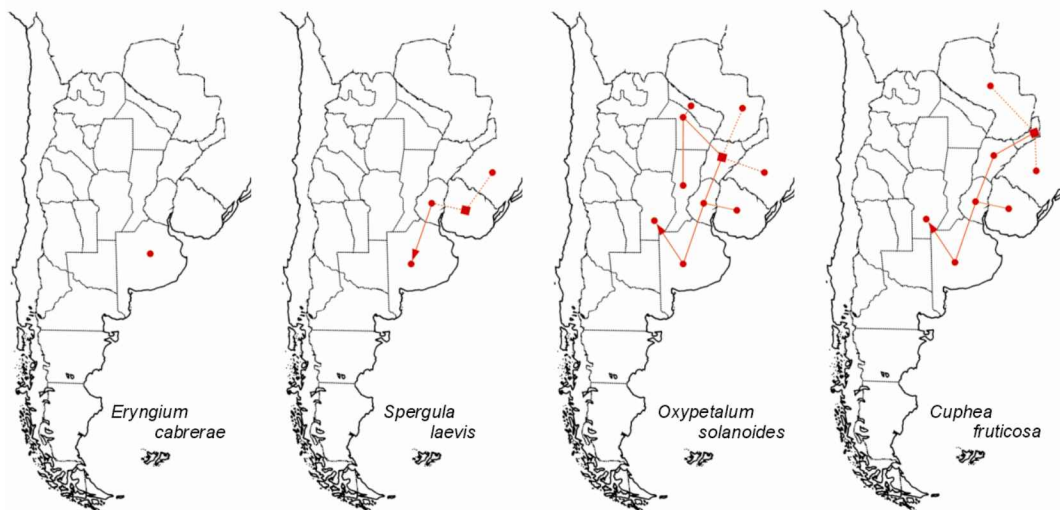 Eryngium
cabrerae
Spergula
laevis
Oxypetalum
solanoides
Cuphea
fruticosa